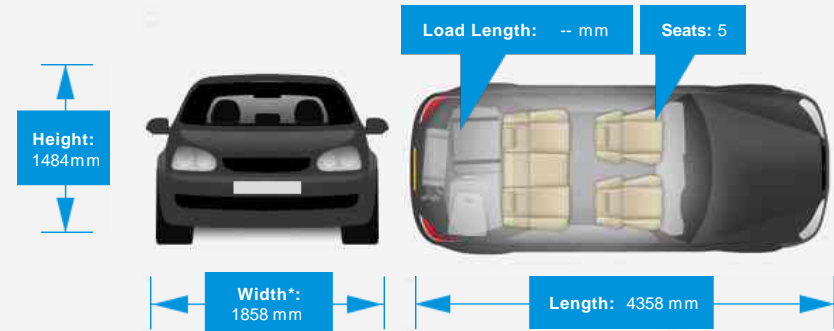 Load Length: -- mm
Seats: 5
Height:
1484mm
Width*:
1858 mm
Length: 4358 mm